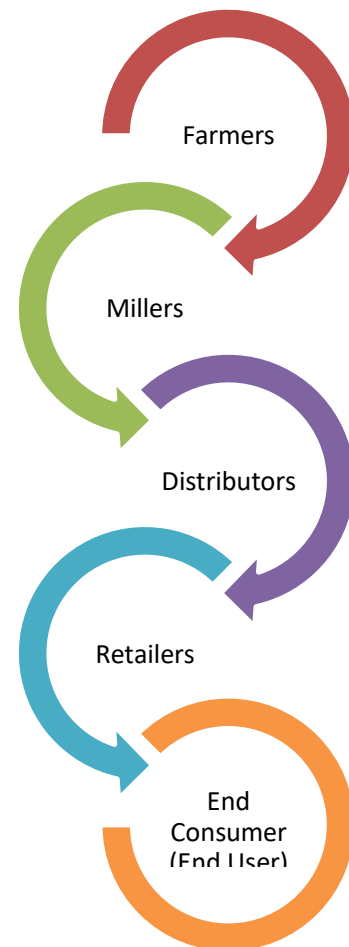 Farmers
Millers
Distributors
Retailers
End
Consumer
(End User)